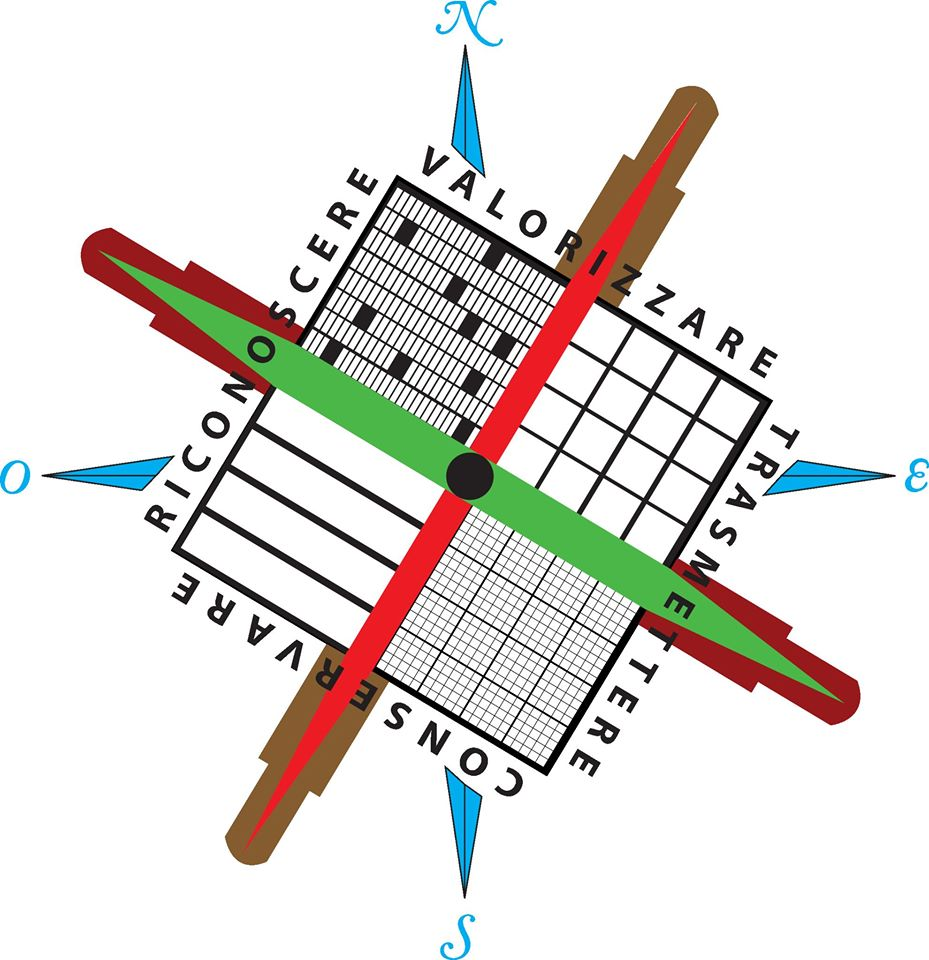 N
VALORIZZARE
RICONOSCERE
TRASMETTERE
O
E
CONSERVARE
S